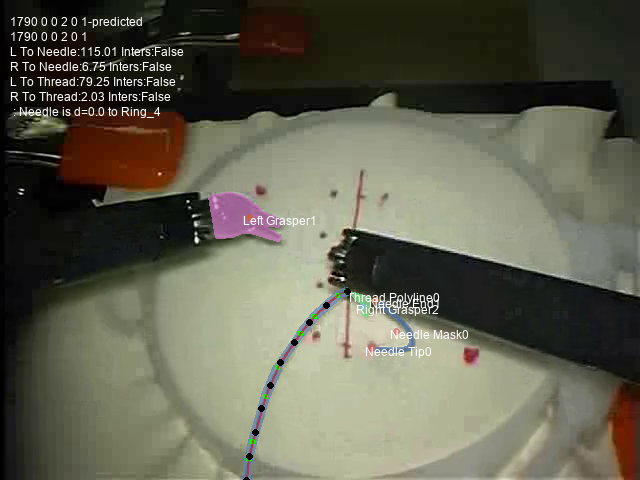 1790 0 0 2 0 1-predicted
1790 0 0 2 0 1
L To Needle:115.01 Inters:False
R To Needle:6.75 Inters:False
L To Thread:79.25 Inters:False
R To Thread:2.03 Inters:False
: Needle is d=0.0 to Ring_4
Left Grasper1
Thread Polyline0
Needle End1
Right Grasper2
Needle Mask0
Needle Tip0